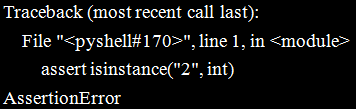 Traceback (most recent call last):
File "<pyshell#170>", line 1, in <module>
assert isinstance("2", int)
AssertionError